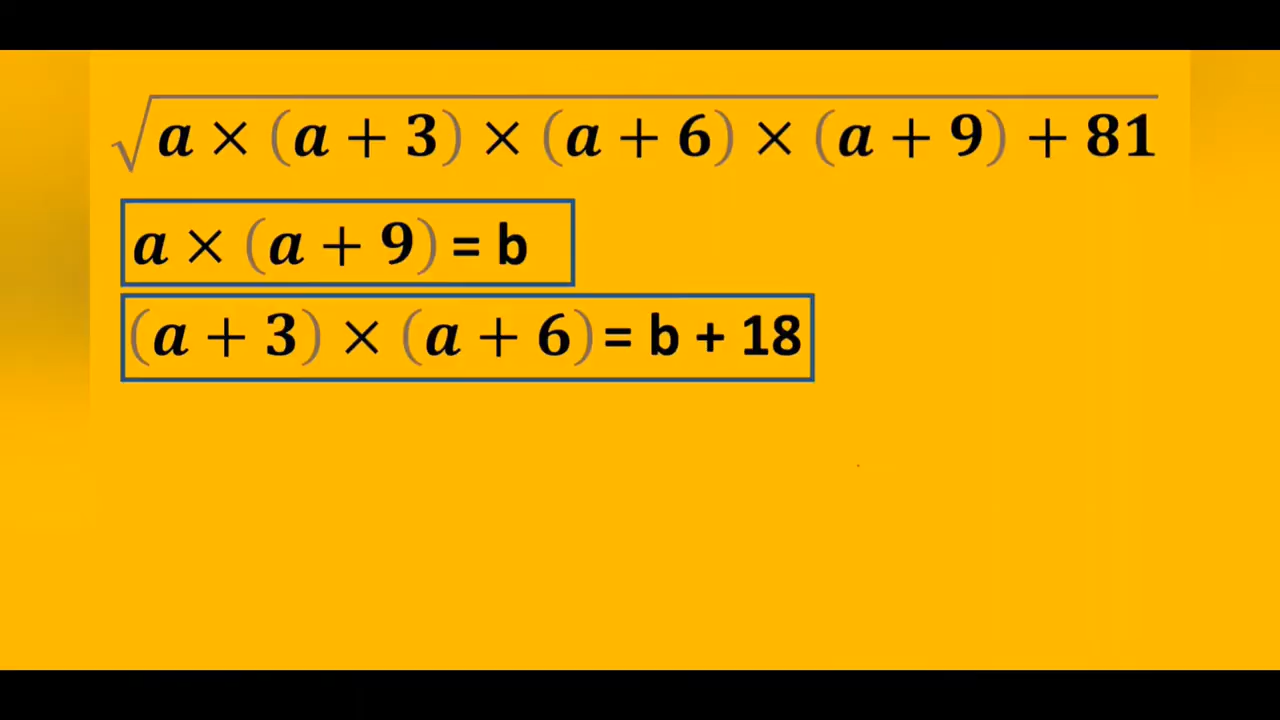 √a × (a + 3) × (a + 6) × (a + 9) + 81
a × (a + 9) = b
(a + 3) × (a + 6) = b + 18